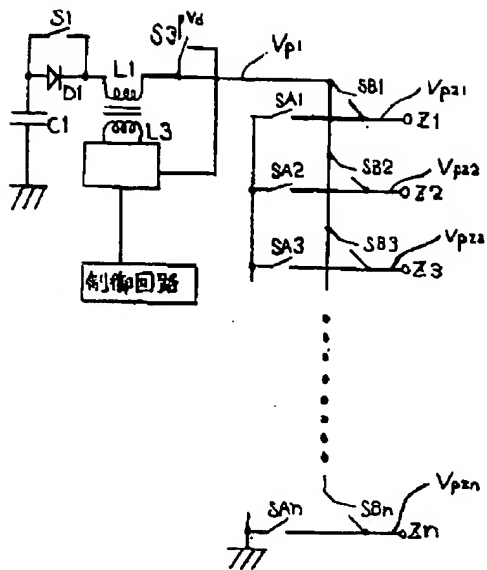 S1
Vd
S3
Vp1
L1
D1
C1
L3
SA1
SB1
Vpz1
Z1
SA2
SB2
Vpz2
Z2
SA3
SB3
Vpz3
Z3
制御回路
SAn
SBn
Vpzn
Zn